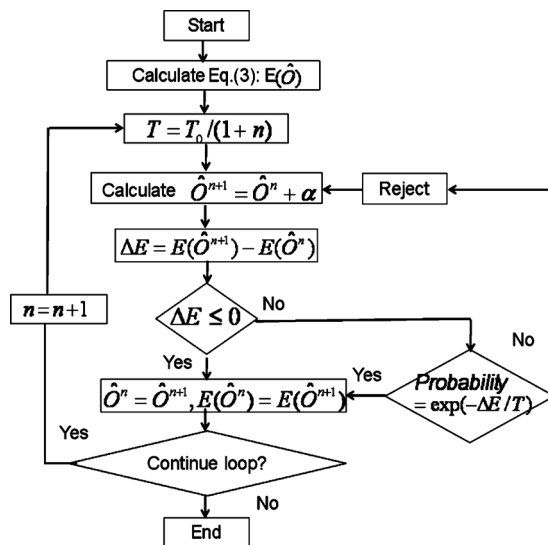 Start
Calculate Eq.(3): E(Ô)
T = T₀/(1 + n)
Calculate Ôⁿ⁺¹ = Ôⁿ + α
Reject
ΔE = E(Ôⁿ⁺¹) − E(Ôⁿ)
n = n+1
ΔE ≤ 0
No
No
Yes
Probability
= exp(−ΔE/T)
Yes
Ôⁿ = Ôⁿ⁺¹, E(Ôⁿ) = E(Ôⁿ⁺¹)
Yes
Continue loop?
No
End